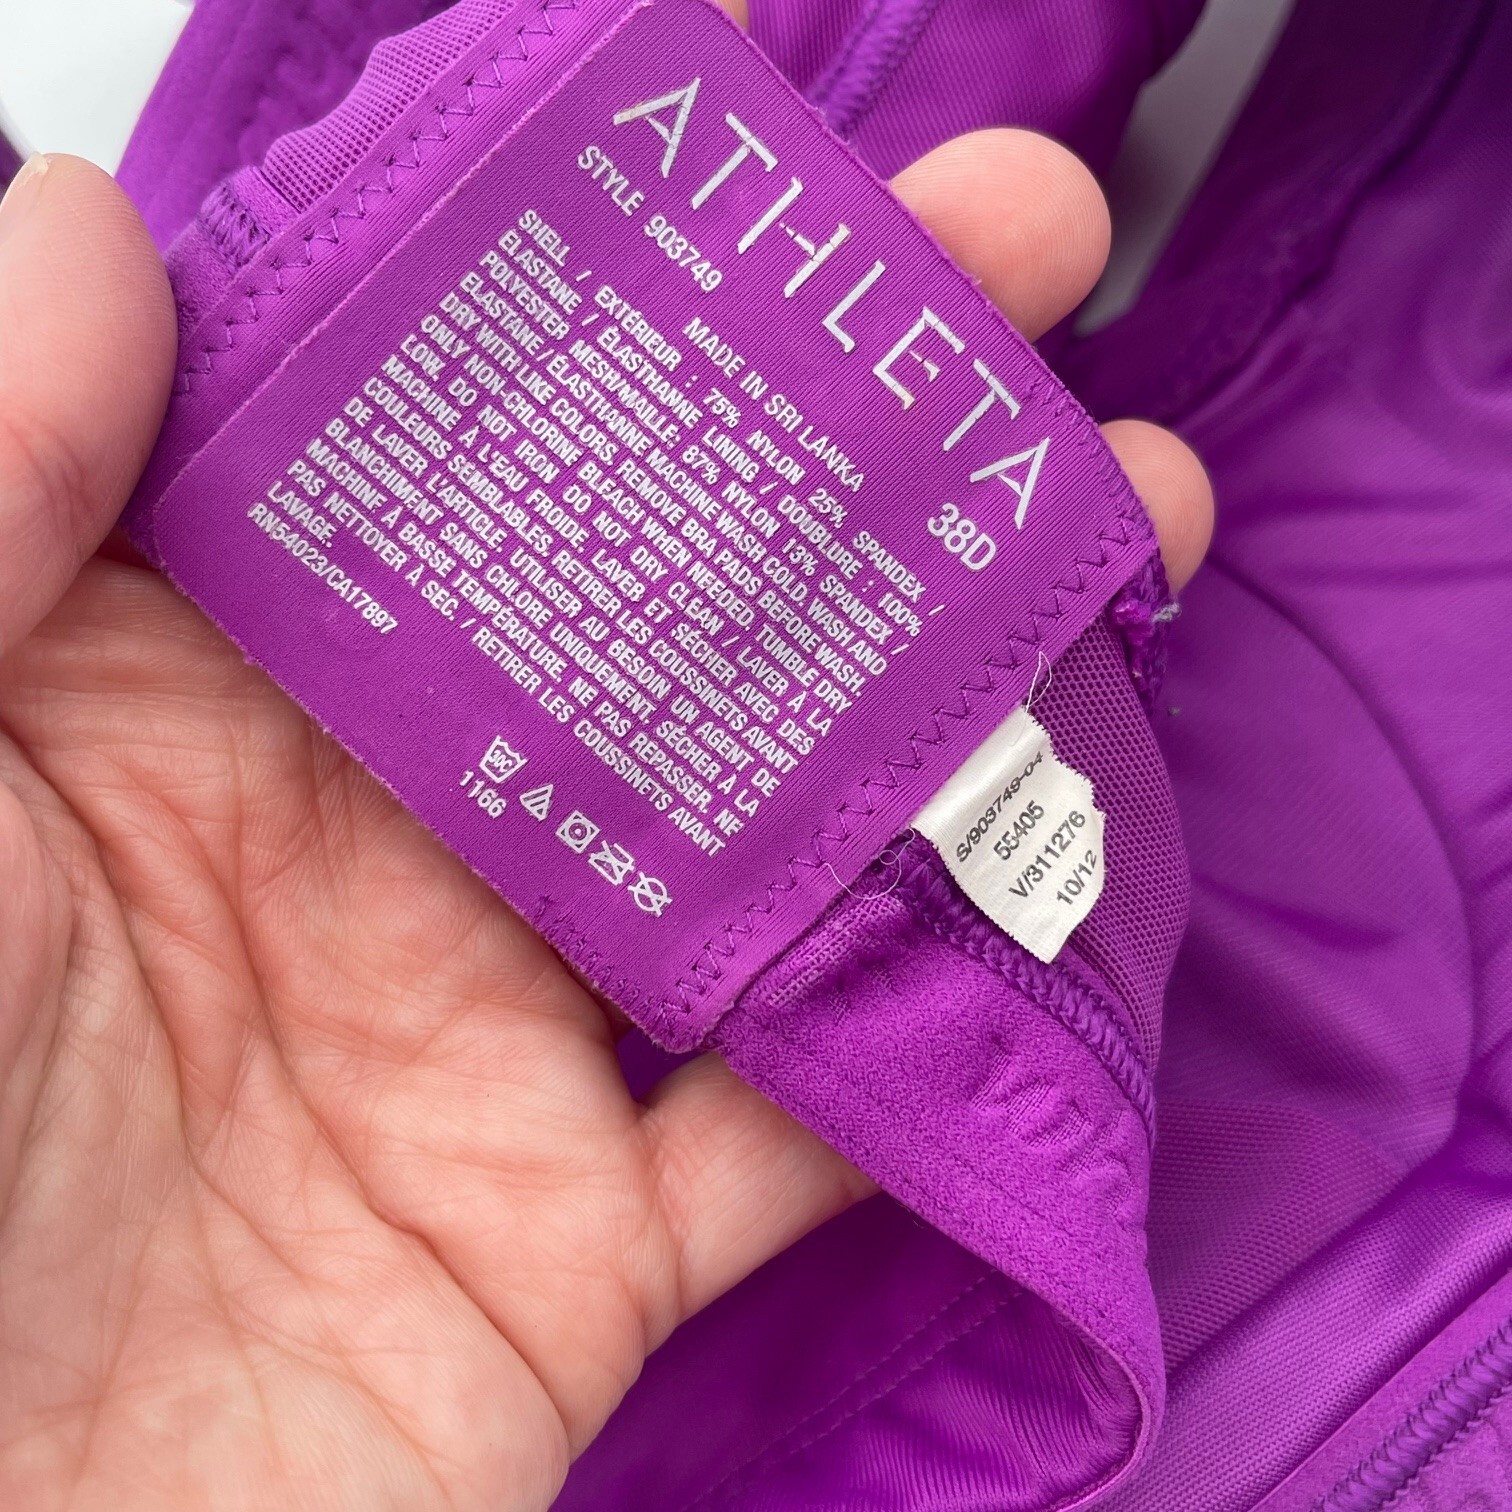 ATHLETA
STYLE 903749
38D
MADE IN SRI LANKA
SHELL / EXTÉRIEUR : 75% NYLON 25% SPANDEX /
ELASTANE / ÉLASTHANNE LINING / DOUBLURE : 100%
POLYESTER MESH/MAILLE: 87% NYLON 13% SPANDEX /
ELASTANE/ÉLASTHANNE MACHINE WASH COLD, WASH AND
DRY WITH LIKE COLORS. REMOVE BRA PADS BEFORE WASH,
ONLY NON-CHLORINE BLEACH WHEN NEEDED, TUMBLE DRY
LOW, DO NOT IRON DO NOT DRY CLEAN / LAVER À LA
MACHINE À L'EAU FROIDE, LAVER ET SÉCHER AVEC DES
COULEURS SEMBLABLES, RETIRER LES COUSSINETS AVANT
DE LAVER L'ARTICLE, UTILISER AU BESOIN UN AGENT DE
BLANCHIMENT SANS CHLORE UNIQUEMENT, SÉCHER À LA
MACHINE À BASSE TEMPÉRATURE, NE PAS REPASSER, NE
PAS NETTOYER À SEC. / RETIRER LES COUSSINETS AVANT
LAVAGE.
RN54023/CA17897
30C
1166
S/903749-04
55405
V/311276
10/12